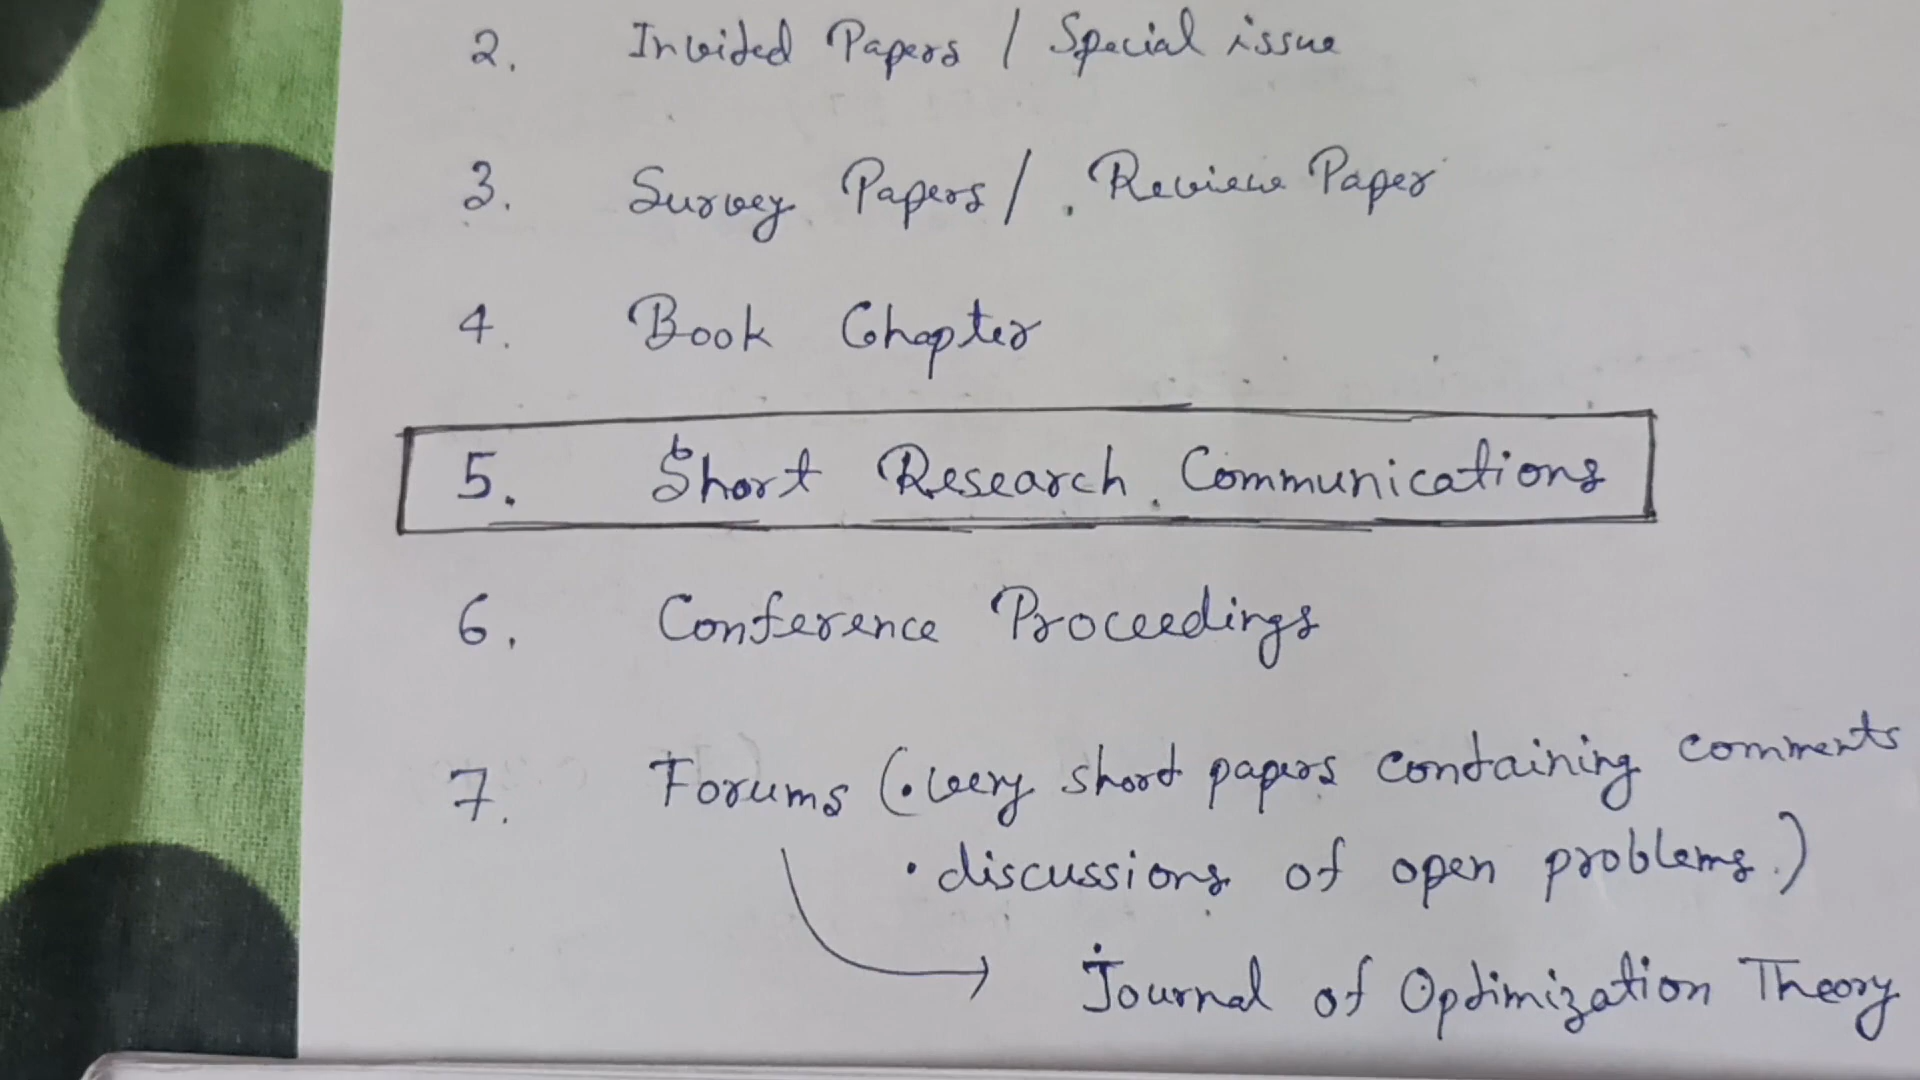 2. Invited Papers / Special issue
3. Survey Papers / Review Paper
4. Book Chapter
5. Short Research Communications
6. Conference Proceedings
7. Forums (• very short papers containing comments
• discussions of open problems.)
Journal of Optimization Theory